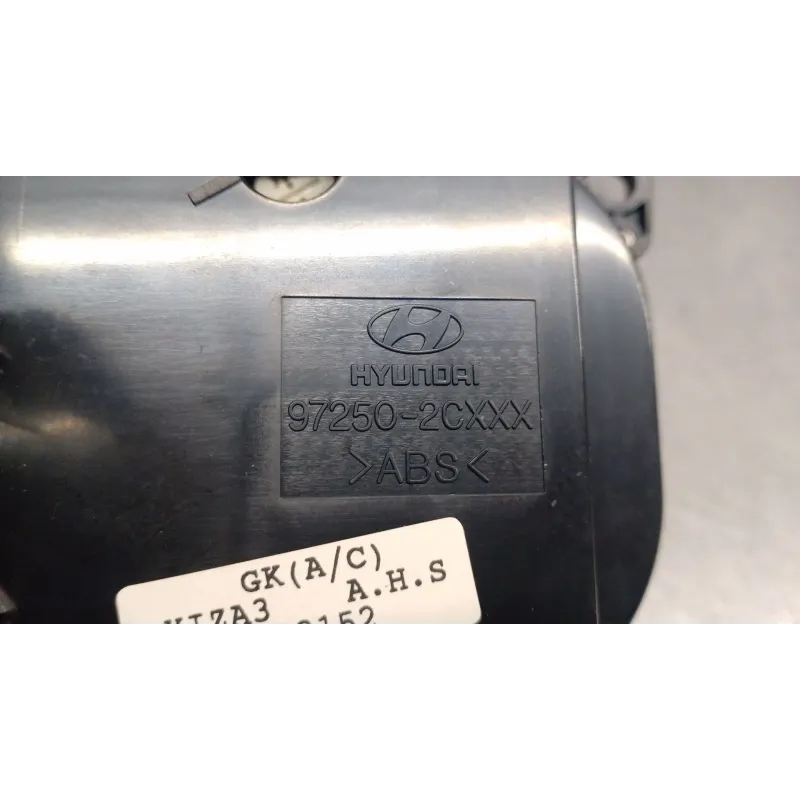 HYUNDAI
97250-2CXXX
>ABS<
GK(A/C)
A.H.S